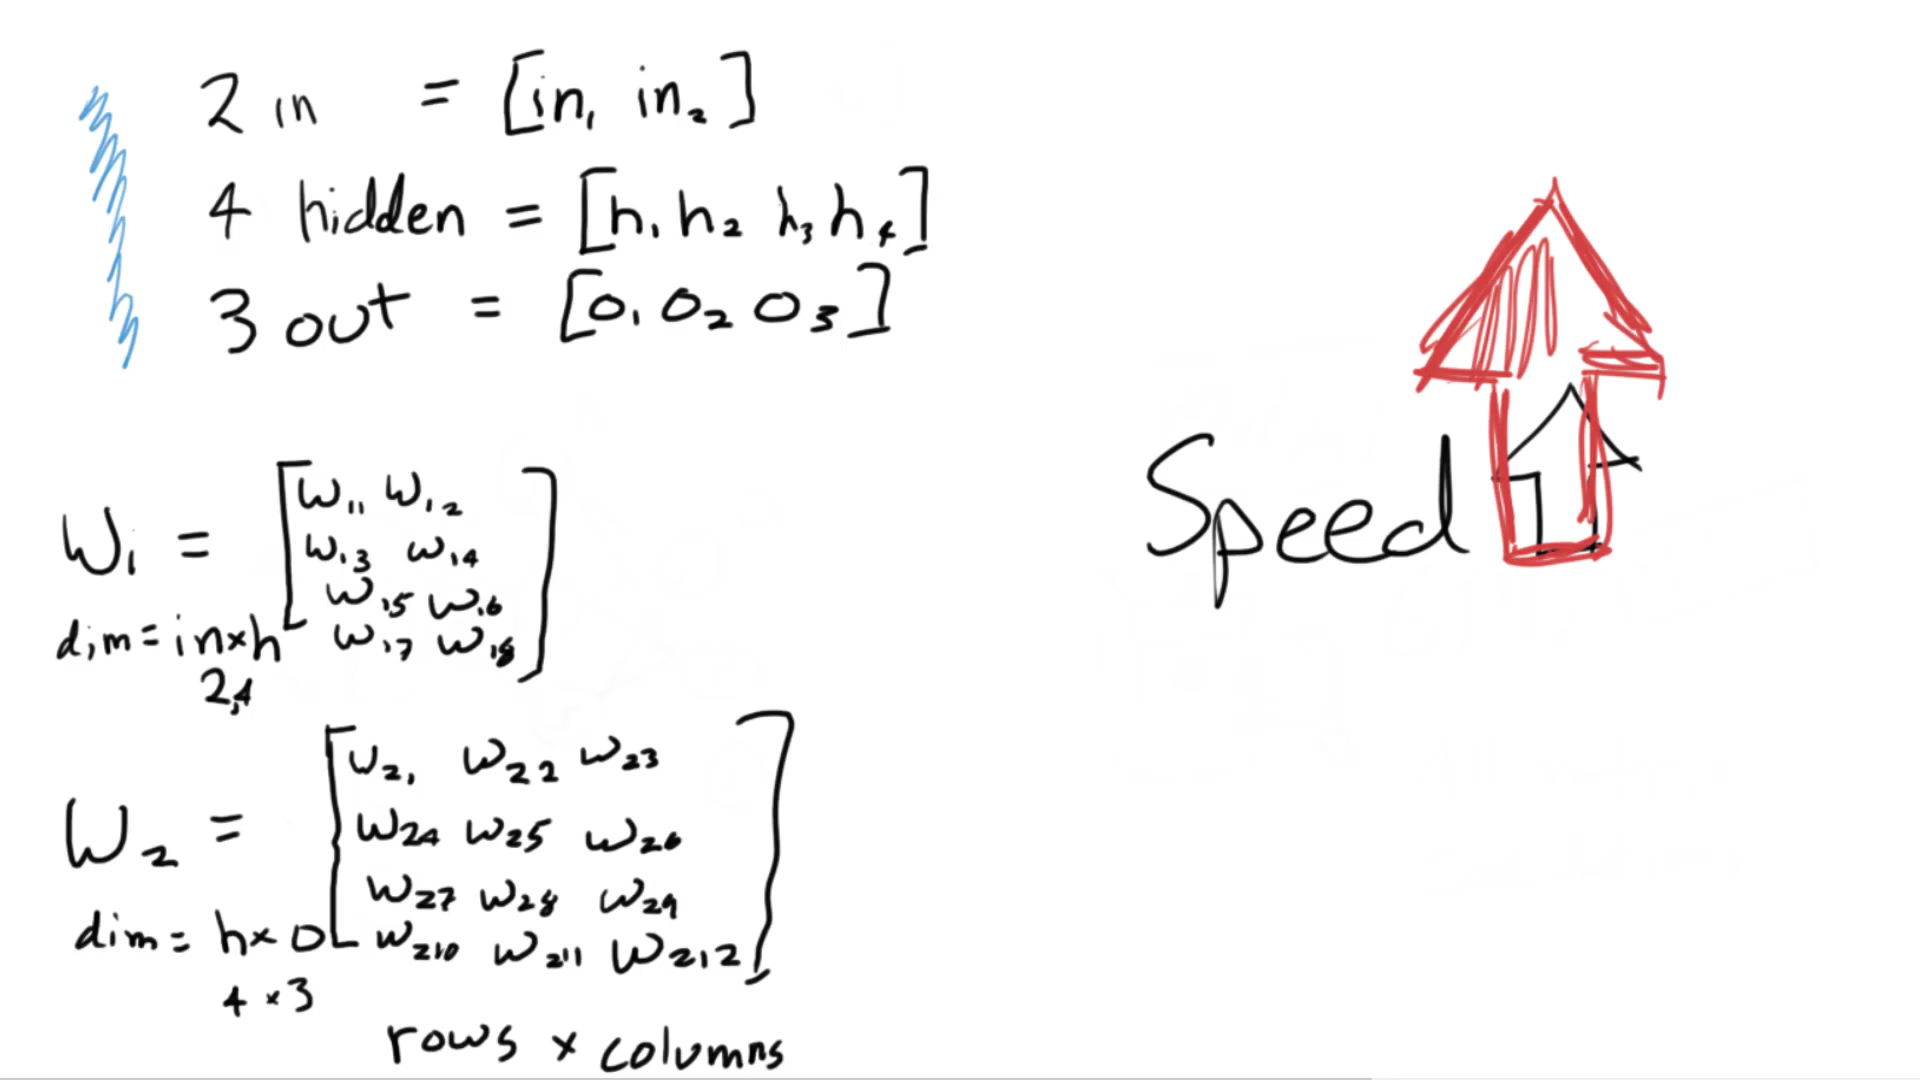 2 in = [in₁ in₂]
4 hidden = [h₁ h₂ h₃ h₄]
3 out = [o₁ o₂ o₃]
Speed
W₁ = [w₁₁ w₁₂
w₁₃ w₁₄
w₁₅ w₁₆
w₁₇ w₁₈]
dim = in×h
2,4
W₂ = [w₂₁ w₂₂ w₂₃
w₂₄ w₂₅ w₂₆
w₂₇ w₂₈ w₂₉
w₂₁₀ w₂₁₁ w₂₁₂]
dim = h× o
4 × 3
rows × columns